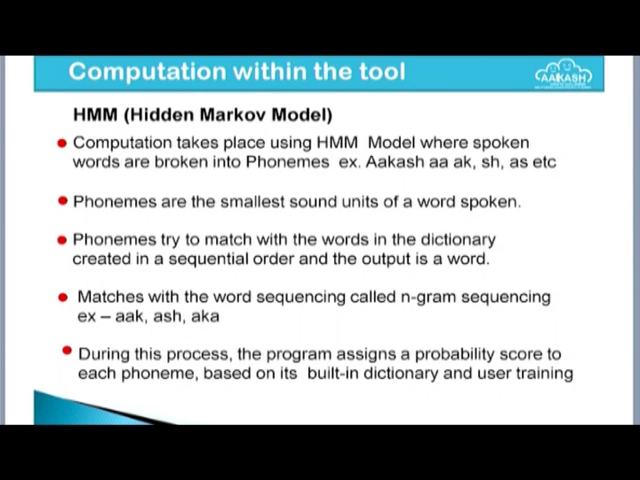 Computation within the tool
AAKASH
HMM (Hidden Markov Model)
Computation takes place using HMM Model where spoken
words are broken into Phonemes ex. Aakash aa ak, sh, as etc
Phonemes are the smallest sound units of a word spoken.
Phonemes try to match with the words in the dictionary
created in a sequential order and the output is a word.
Matches with the word sequencing called n-gram sequencing
ex – aak, ash, aka
During this process, the program assigns a probability score to
each phoneme, based on its built-in dictionary and user training